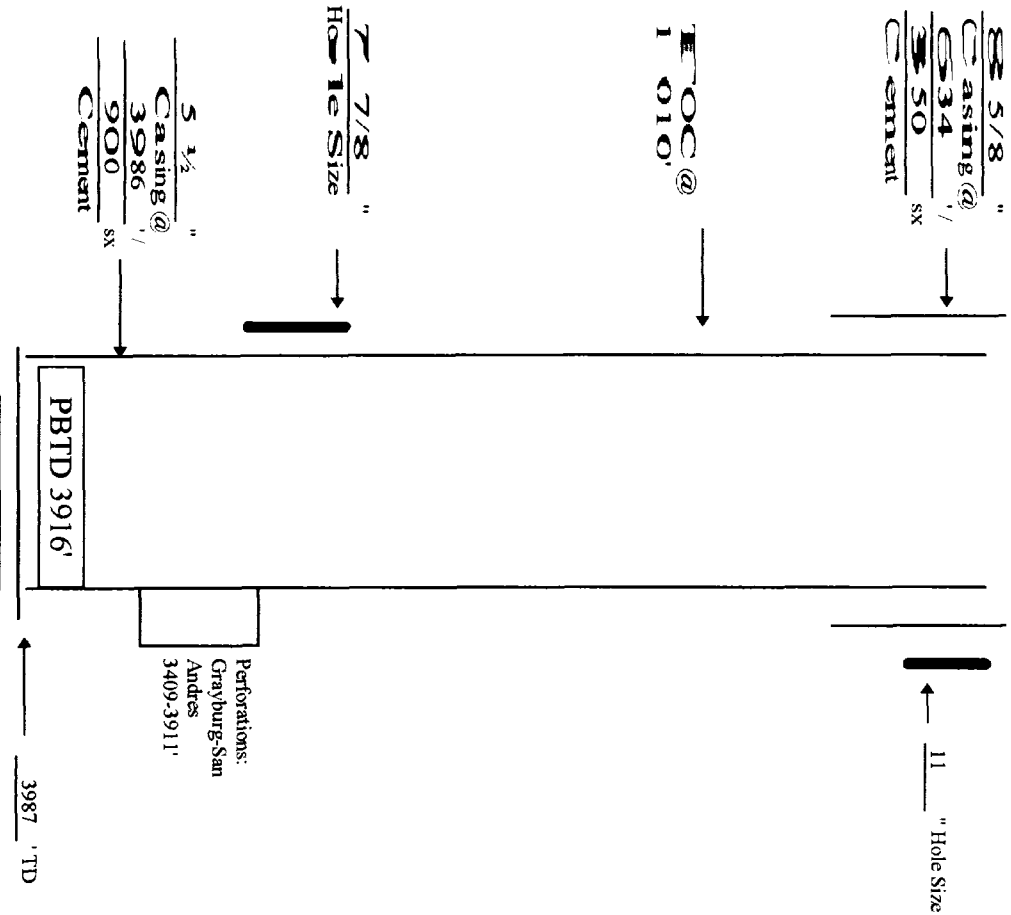 8 5/8 "
Casing @
634 '/
350 sx
Cement
11 " Hole Size
TOC @
1010'
7 7/8 "
Hole Size
Perforations:
Grayburg-San
Andres
3409-3911'
5 ½ "
Casing @
3986 '/
900 sx
Cement
PBTD 3916'
3987 ' TD